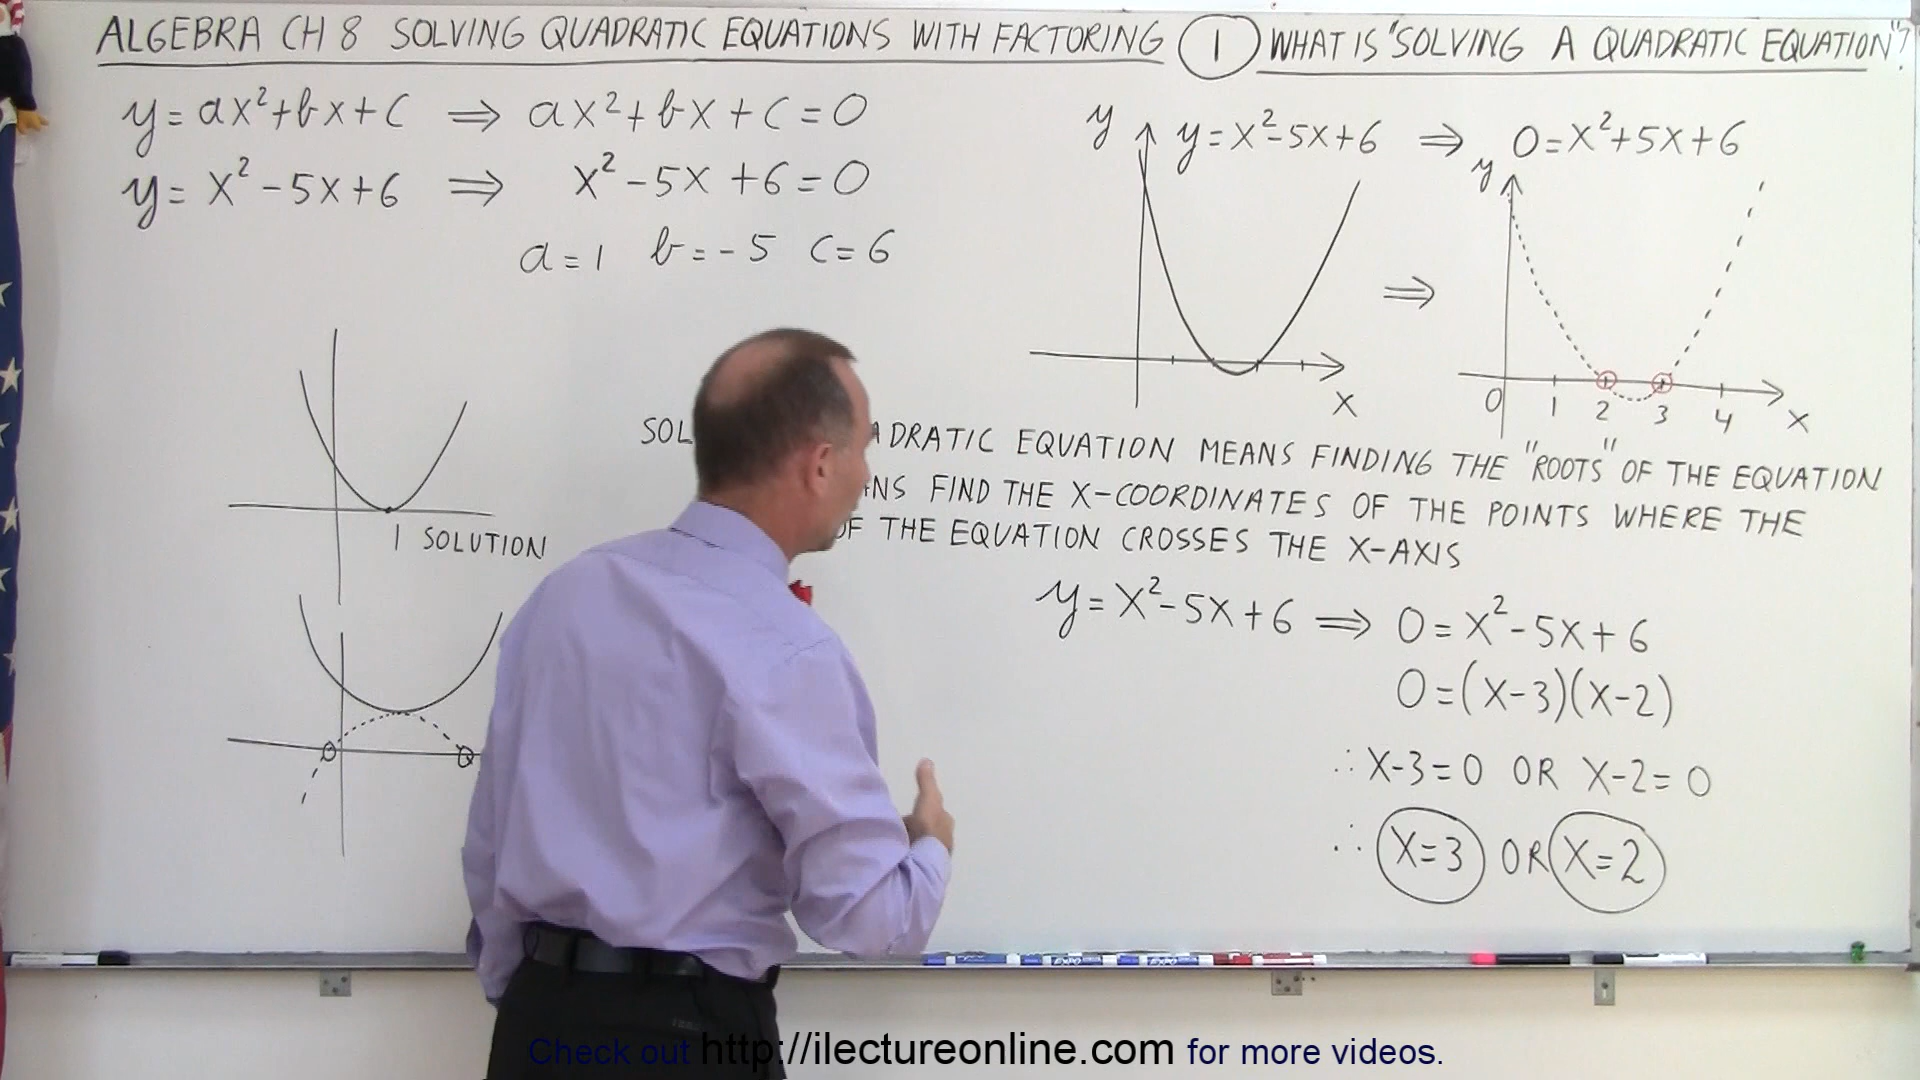 ALGEBRA CH 8 SOLVING QUADRATIC EQUATIONS WITH FACTORING 1 WHAT IS "SOLVING A QUADRATIC EQUATION"?
y = ax²+bx+c ⇒ ax²+bx+c=0
y = x²-5x+6 ⇒ x²-5x+6=0
a=1 b=-5 c=6
y y=x²-5x+6 ⇒ 0=x²+5x+6
y
⇒
x
0 1 2 3 4 x
1 SOLUTION
ADRATIC EQUATION MEANS FINDING THE "ROOTS" OF THE EQUATION
FIND THE X-COORDINATES OF THE POINTS WHERE THE
OF THE EQUATION CROSSES THE X-AXIS
y=x²-5x+6 ⇒ 0=x²-5x+6
0=(x-3)(x-2)
∴ x-3=0 OR x-2=0
∴ x=3 OR x=2
Check out http://ilectureonline.com for more videos.